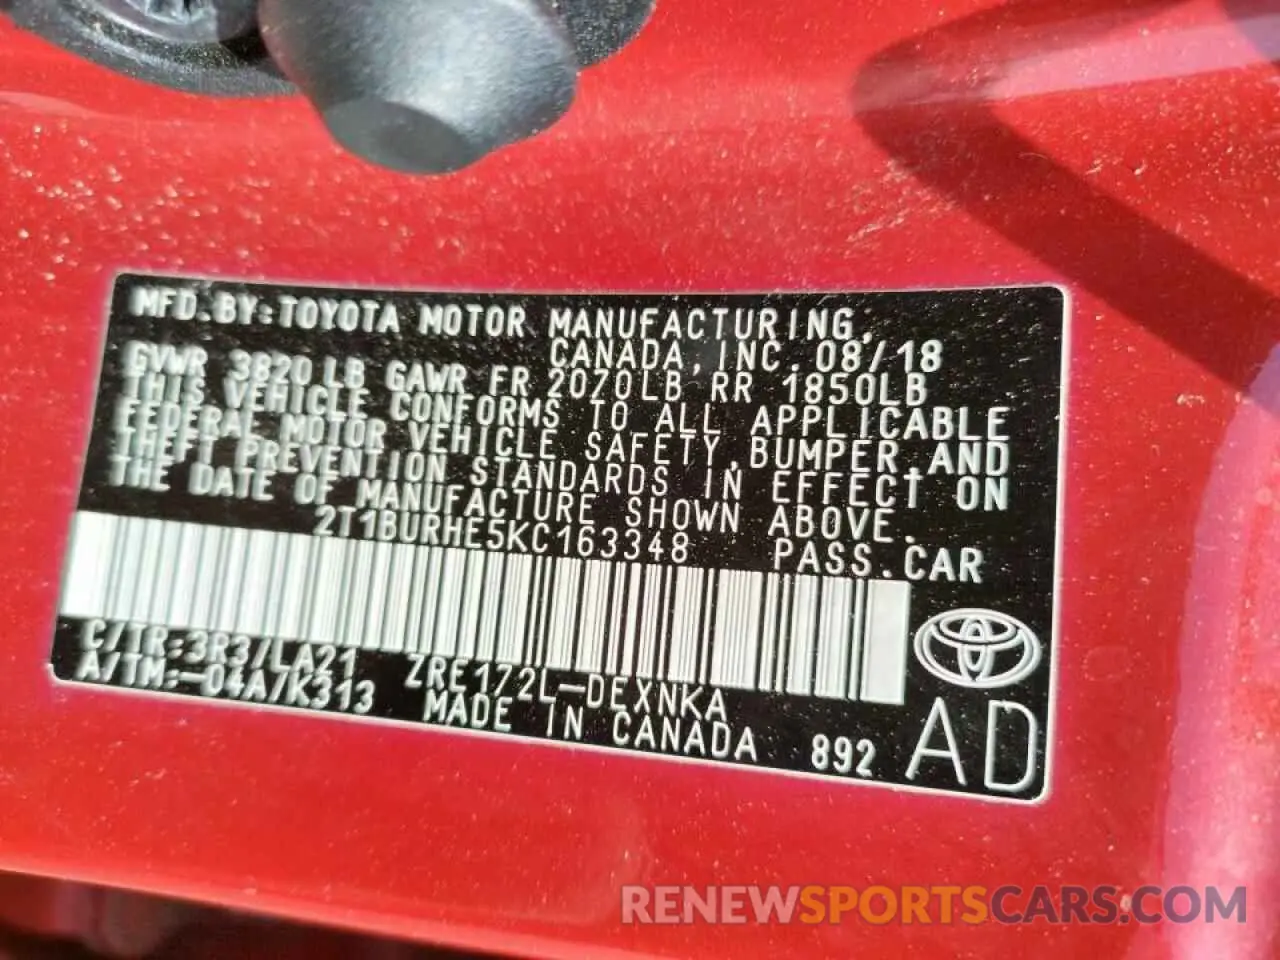 MFD.BY:TOYOTA MOTOR MANUFACTURING,
CANADA, INC. 08/18
GVWR 3820 LB GAWR FR 2070LB RR 1850LB
THIS VEHICLE CONFORMS TO ALL APPLICABLE
FEDERAL MOTOR VEHICLE SAFETY,BUMPER,AND
THEFT PREVENTION STANDARDS IN EFFECT ON
THE DATE OF MANUFACTURE SHOWN ABOVE.
2T1BURHE5KC163348 PASS.CAR
C/TR:3R3/LA21 ZRE172L-DEXNKA
A/TM:-04A/K313 MADE IN CANADA 892 AD
RENEWSPORTSCARS.COM